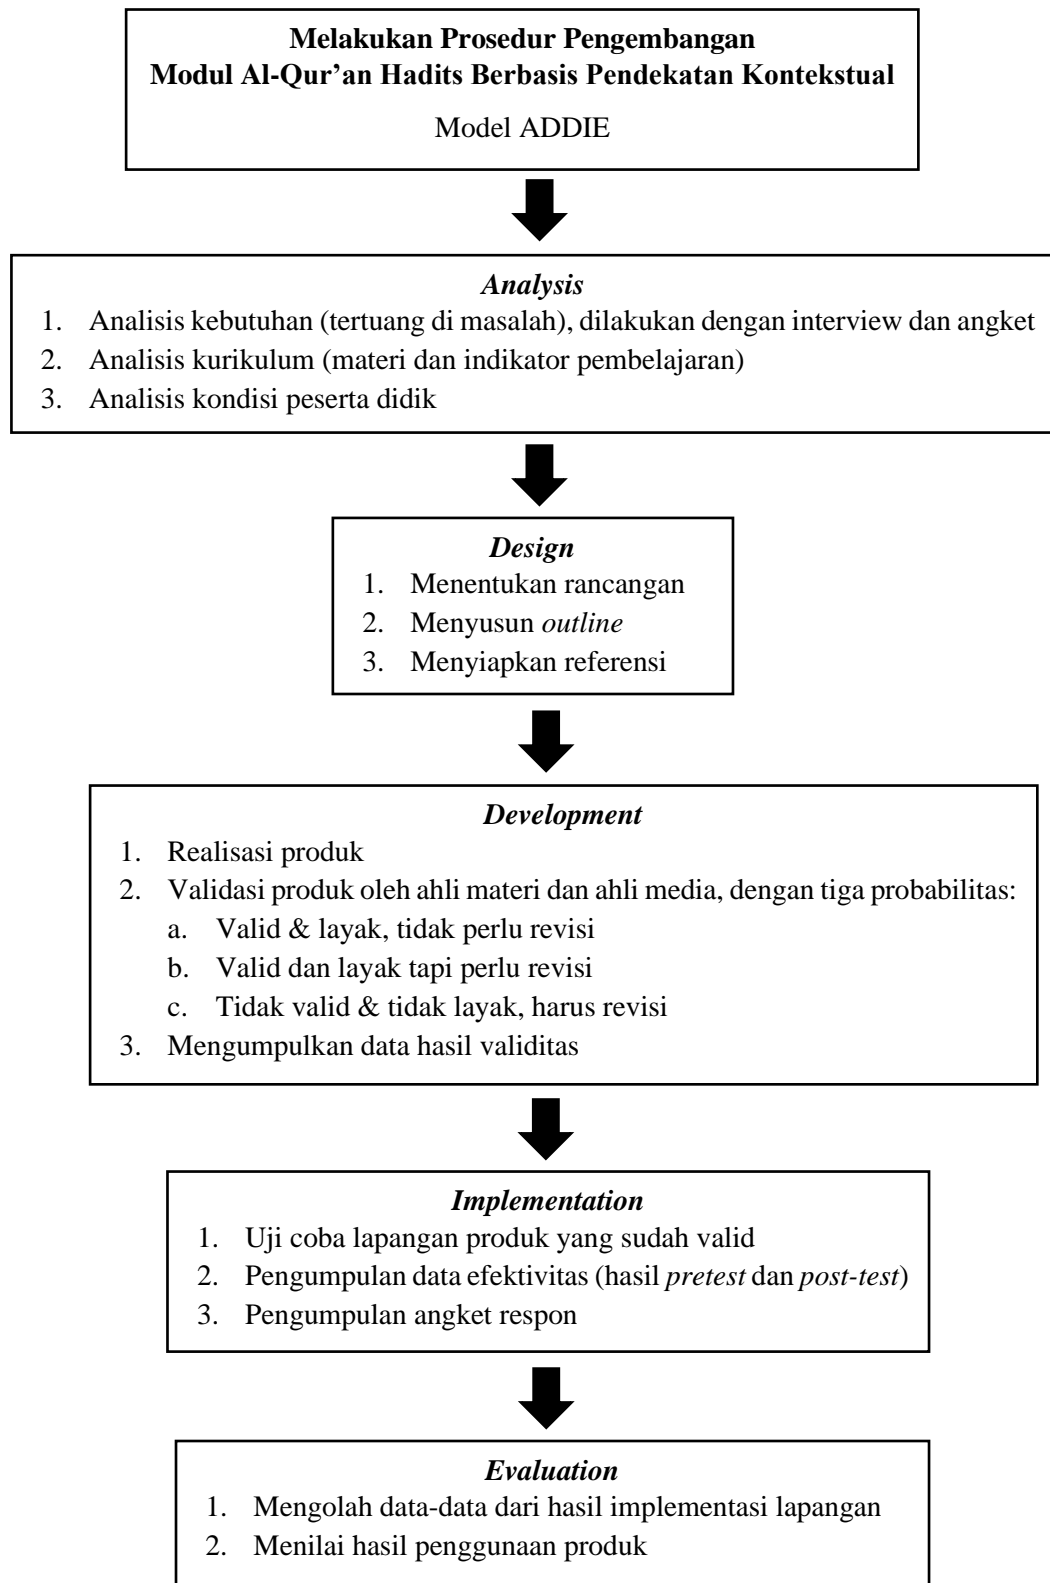 Melakukan Prosedur Pengembangan
Modul Al-Qur’an Hadits Berbasis Pendekatan Kontekstual
Model ADDIE
Analysis
1. Analisis kebutuhan (tertuang di masalah), dilakukan dengan interview dan angket
2. Analisis kurikulum (materi dan indikator pembelajaran)
3. Analisis kondisi peserta didik
Design
1. Menentukan rancangan
2. Menyusun outline
3. Menyiapkan referensi
Development
1. Realisasi produk
2. Validasi produk oleh ahli materi dan ahli media, dengan tiga probabilitas:
a. Valid & layak, tidak perlu revisi
b. Valid dan layak tapi perlu revisi
c. Tidak valid & tidak layak, harus revisi
3. Mengumpulkan data hasil validitas
Implementation
1. Uji coba lapangan produk yang sudah valid
2. Pengumpulan data efektivitas (hasil pretest dan post-test)
3. Pengumpulan angket respon
Evaluation
1. Mengolah data-data dari hasil implementasi lapangan
2. Menilai hasil penggunaan produk